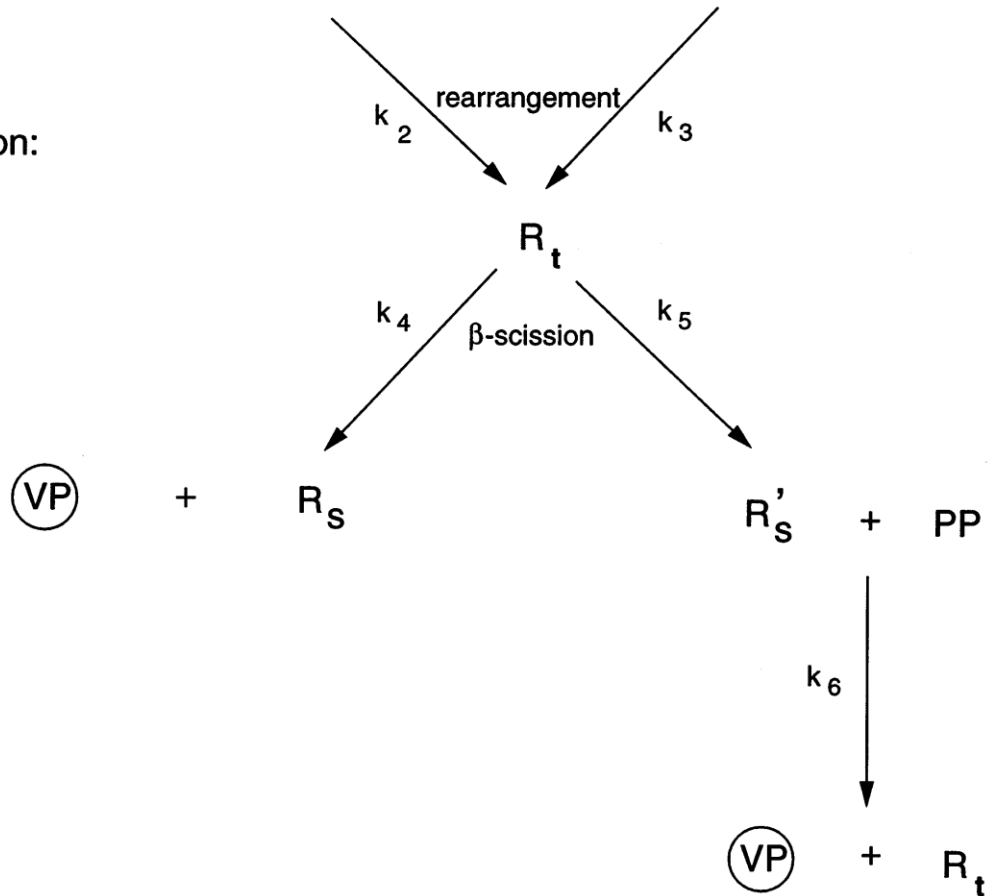 rearrangement
k 2 k 3
on:
R t
k 4 k 5
β-scission
VP + R s R's + PP
k 6
VP + R t